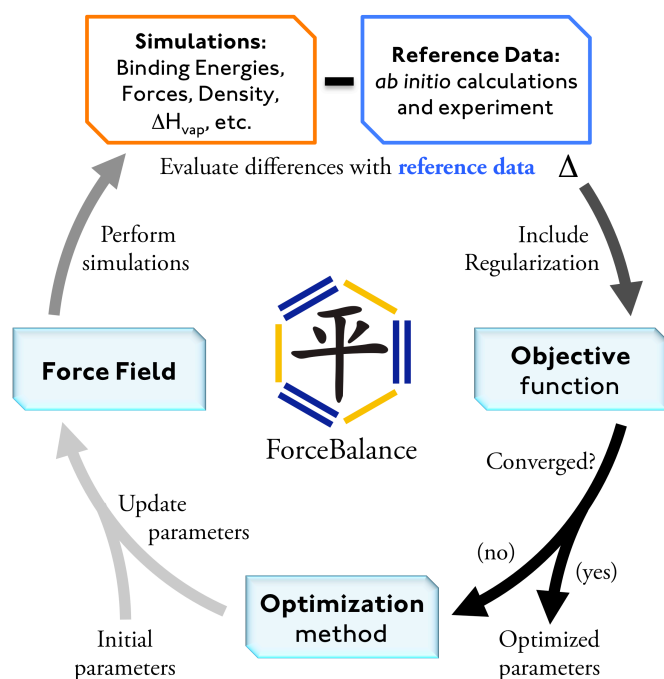 Simulations:
Binding Energies,
Forces, Density,
ΔHvap, etc.
Reference Data:
ab initio calculations
and experiment
Evaluate differences with reference data Δ
Perform
simulations
Include
Regularization
平
Force Field
Objective
function
ForceBalance
Converged?
Update
parameters
(no)
(yes)
Optimization
method
Initial
parameters
Optimized
parameters